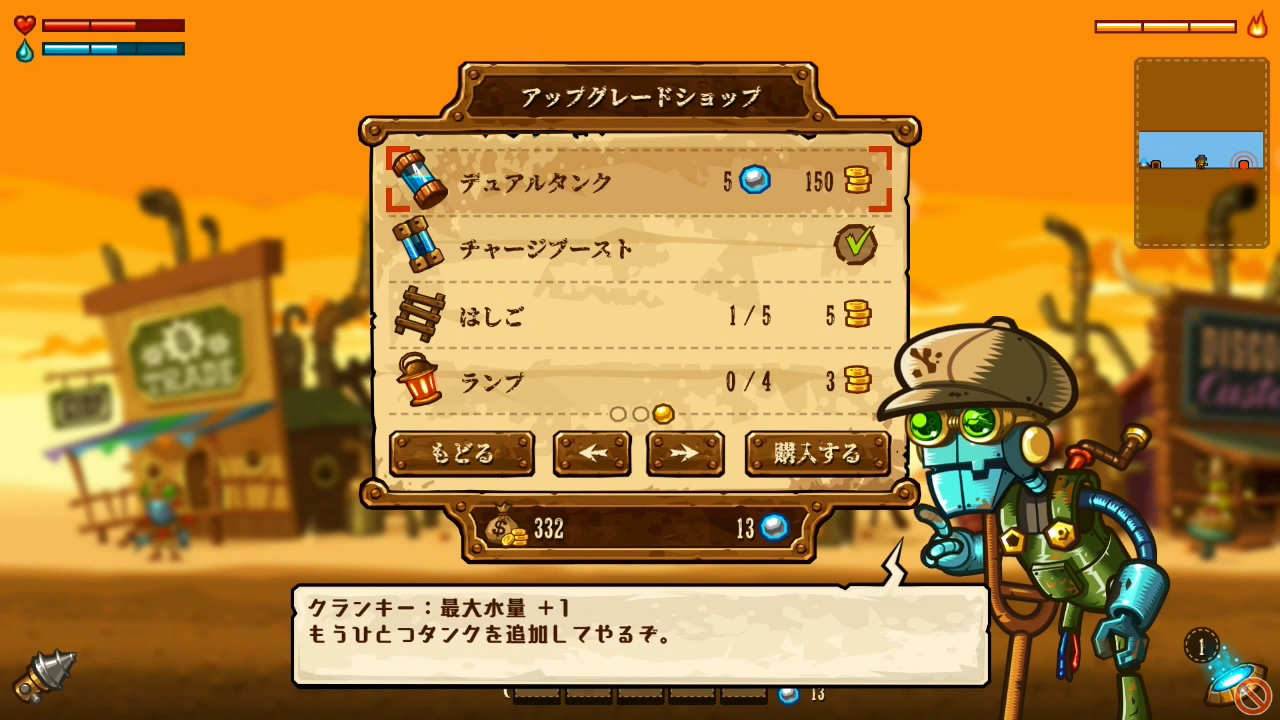 アップグレードショップ
デュアルタンク 5 150
チャージブースト
はしご 1/5 5
ランプ 0/4 3
もどる 購入する
332 13
クランキー：最大水量 +1
もうひとつタンクを追加してやるぞ。
TRADE
DISCO
1
13